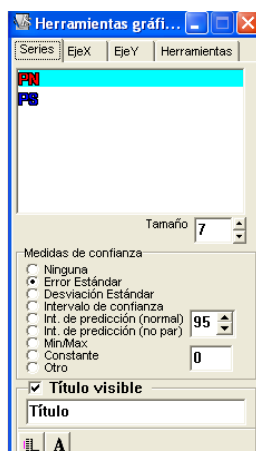 Herramientas gráfi...
Series EjeX EjeY Herramientas
PN
PG
Tamaño 7
Medidas de confianza
Ninguna
Error Estándar
Desviación Estándar
Intervalo de confianza
Int. de predicción (normal) 95
Int. de predicción (no par)
Min/Max
Constante 0
Otro
Título visible
Título
A